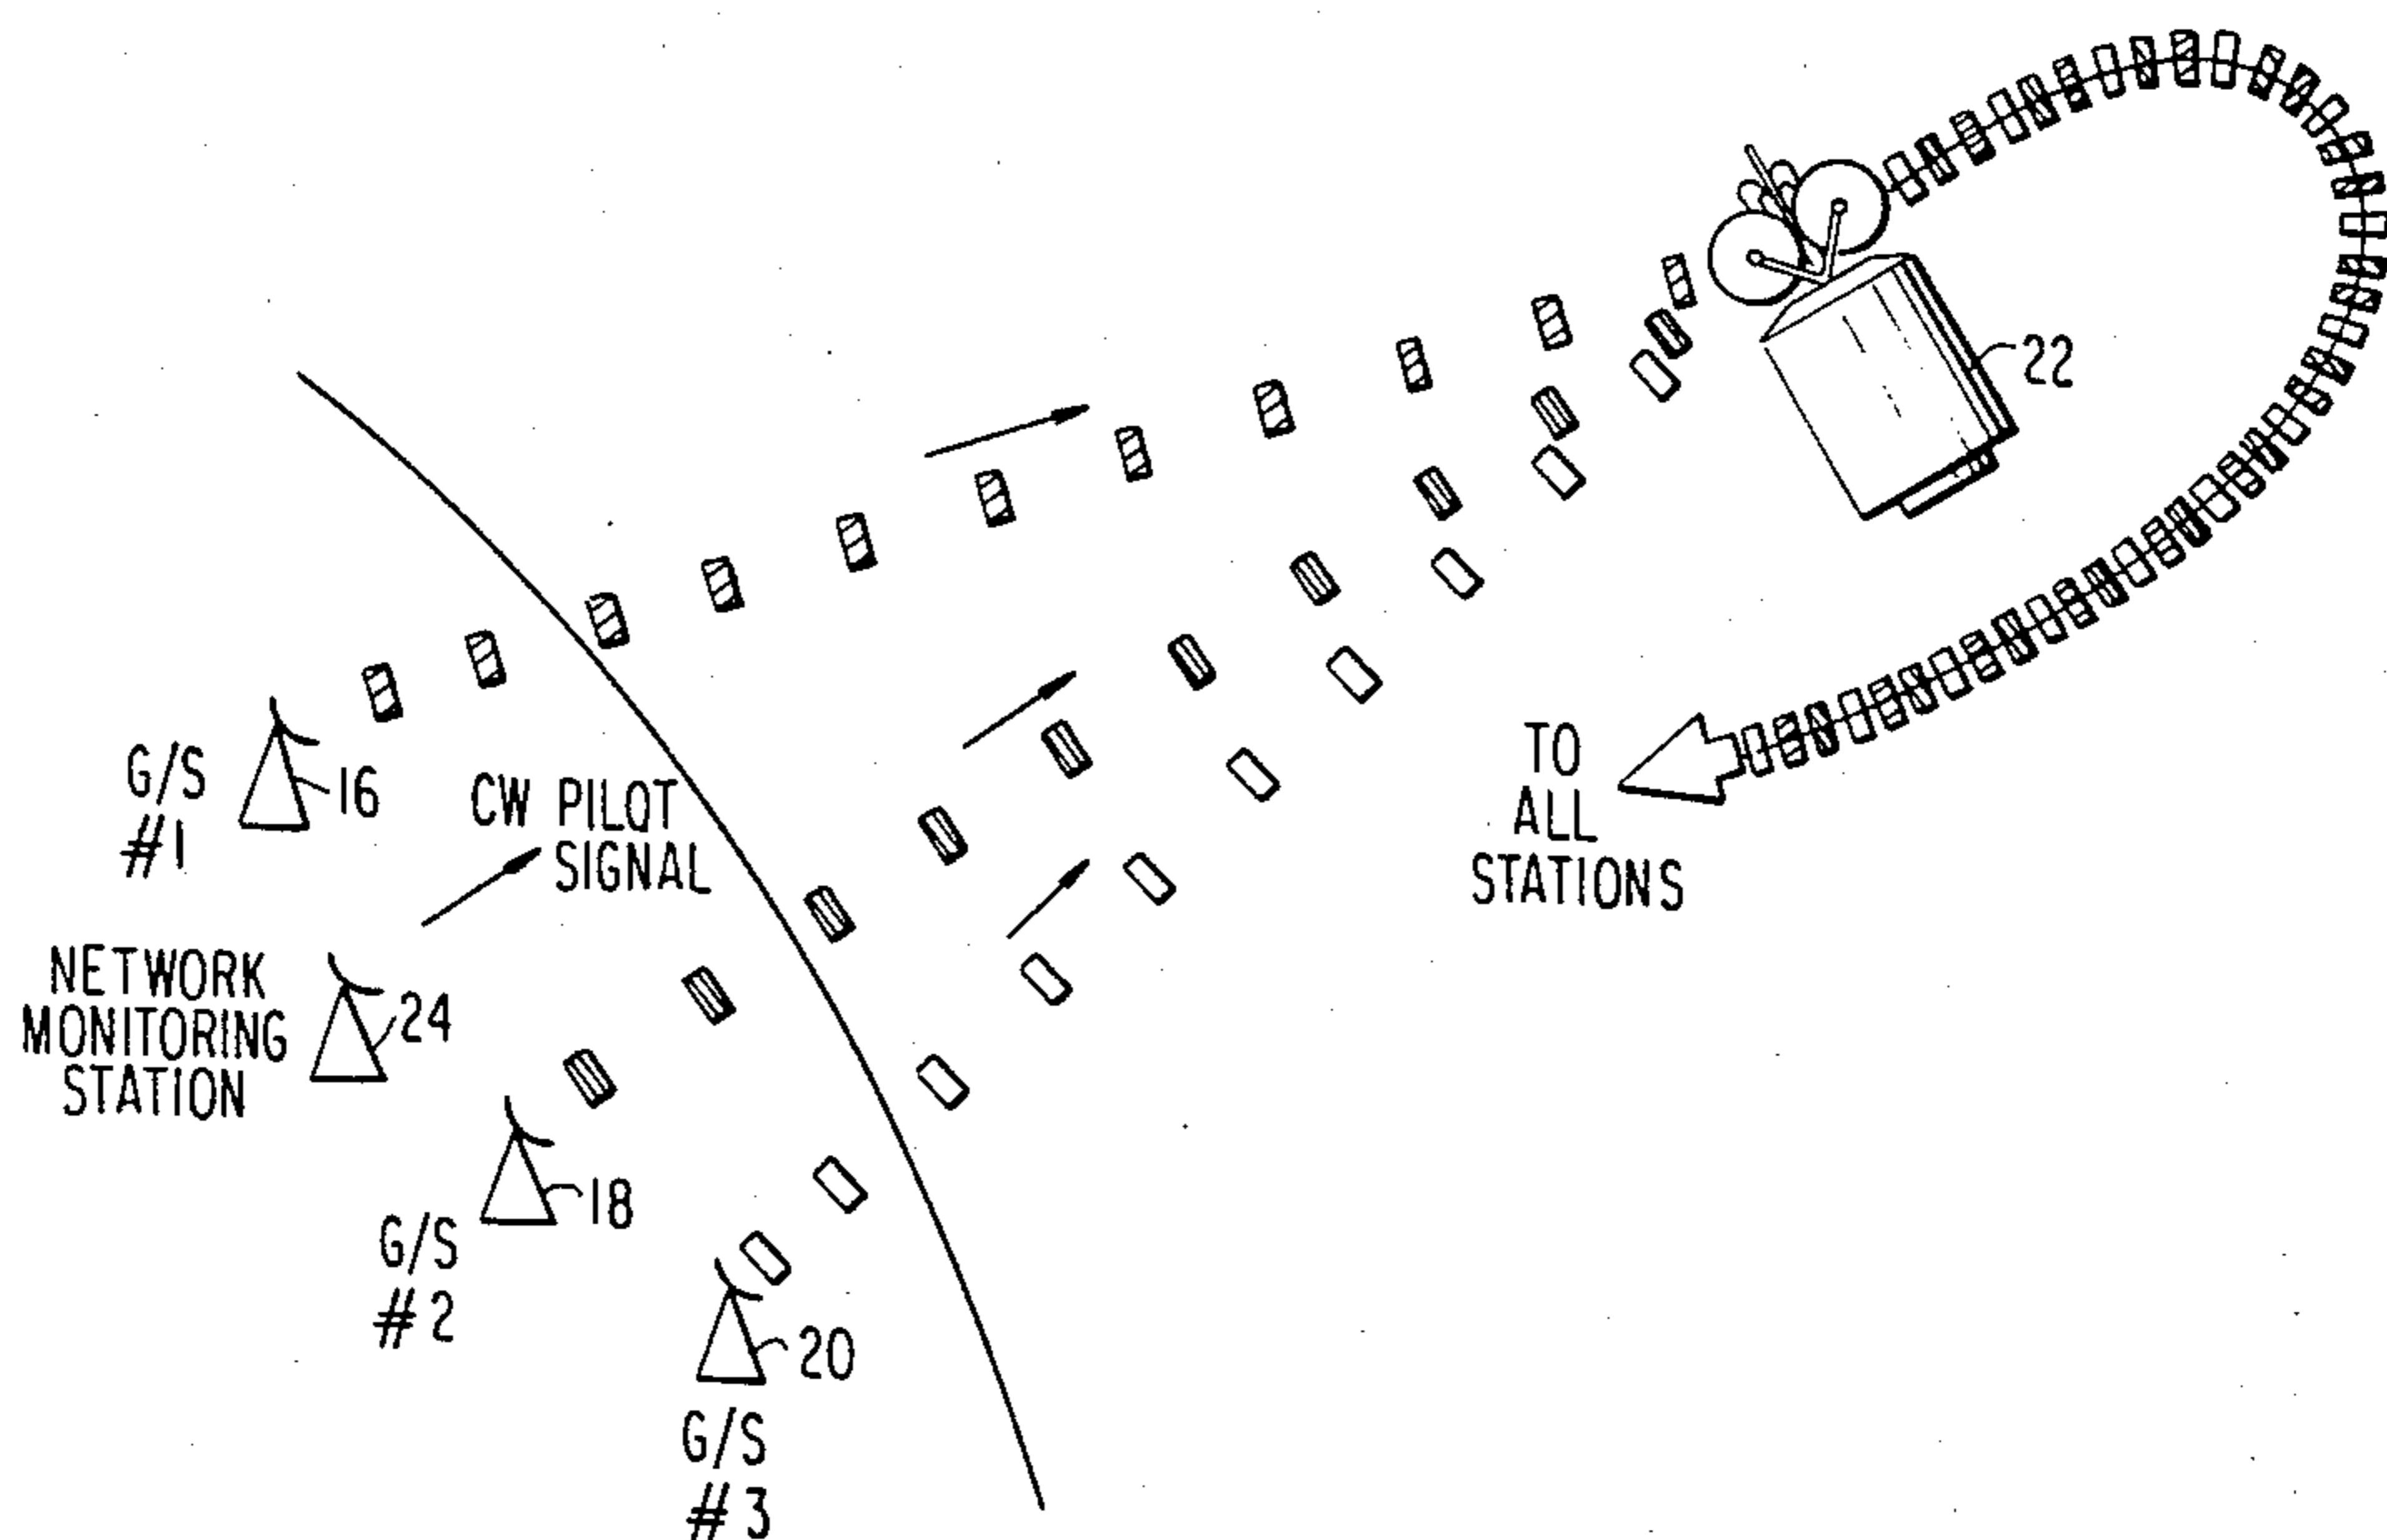 22
G/S
#1
16
CW PILOT
SIGNAL
TO
ALL
STATIONS
NETWORK
MONITORING
STATION
24
18
G/S
#2
20
G/S
#3